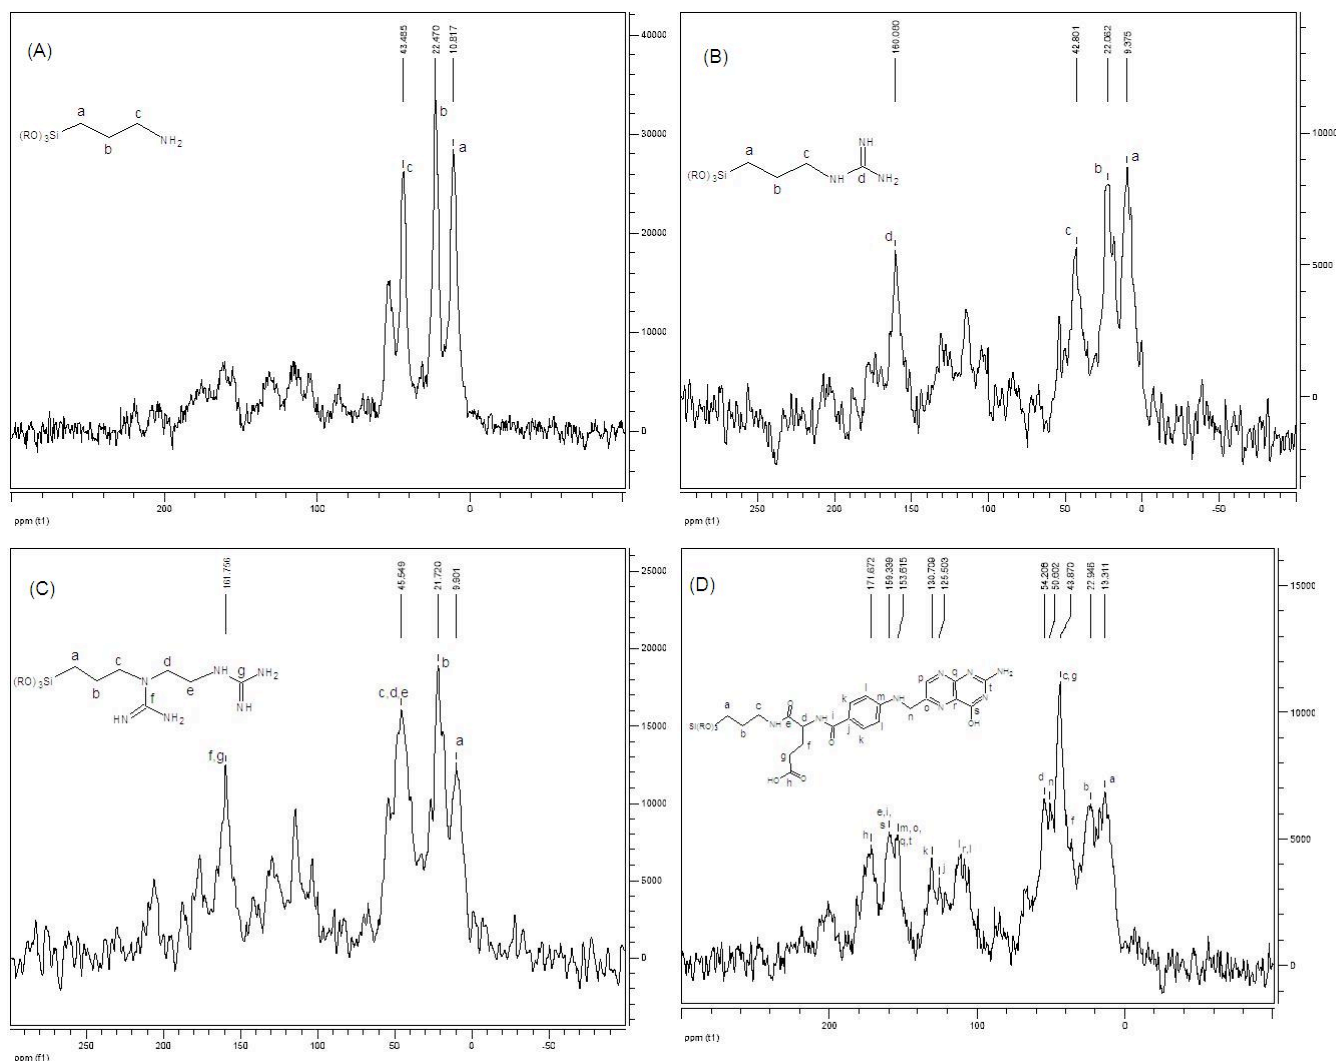 (A)
43.485
22.470
10.817
a
c
b
(RO)3Si
NH2
b
c
a
40000
30000
20000
10000
0
200
100
0
ppm (t1)
(B)
160.080
42.801
22.062
9.375
a
c
b
(RO)3Si
NH
NH
d
NH2
d
c
b
a
10000
5000
0
250
200
150
100
50
0
-50
ppm (t1)
(C)
45.549
21.720
9.901
a
c
d
e
b
(RO)3Si
N
NH
g
NH2
NH
f
HN
NH2
f,g
c,d,e
b
a
25000
20000
15000
10000
5000
0
250
200
150
100
50
0
-50
ppm (f1)
(D)
171.672
159.339
153.615
130.709
125.503
54.206
50.602
43.870
22.946
13.311
a
b
c
Si(RO)3
NH
O
e
d
NH
f
g
HO
h
O
i
O
j
k
k
l
l
m
NH
n
o
p
N
N
q
r
N
N
s
t
NH2
OH
h
e,i,
s
m,o,
q,t
k
j
r,l
d
n
c,g
f
b
a
15000
10000
5000
0
200
100
0
ppm (t1)